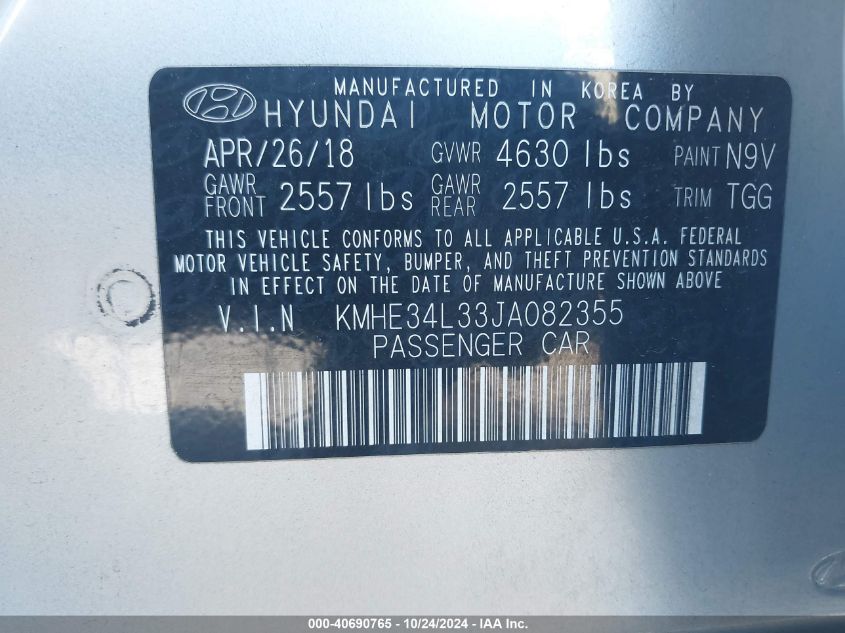 MANUFACTURED IN KOREA BY
HYUNDAI MOTOR COMPANY
APR/26/18 GVWR 4630 lbs PAINT N9V
GAWR FRONT 2557 lbs GAWR REAR 2557 lbs TRIM TGG
THIS VEHICLE CONFORMS TO ALL APPLICABLE U.S.A. FEDERAL
MOTOR VEHICLE SAFETY, BUMPER, AND THEFT PREVENTION STANDARDS
IN EFFECT ON THE DATE OF MANUFACTURE SHOWN ABOVE
V.I.N KMHE34L33JA082355
PASSENGER CAR
000-40690765 - 10/24/2024 - IAA Inc.